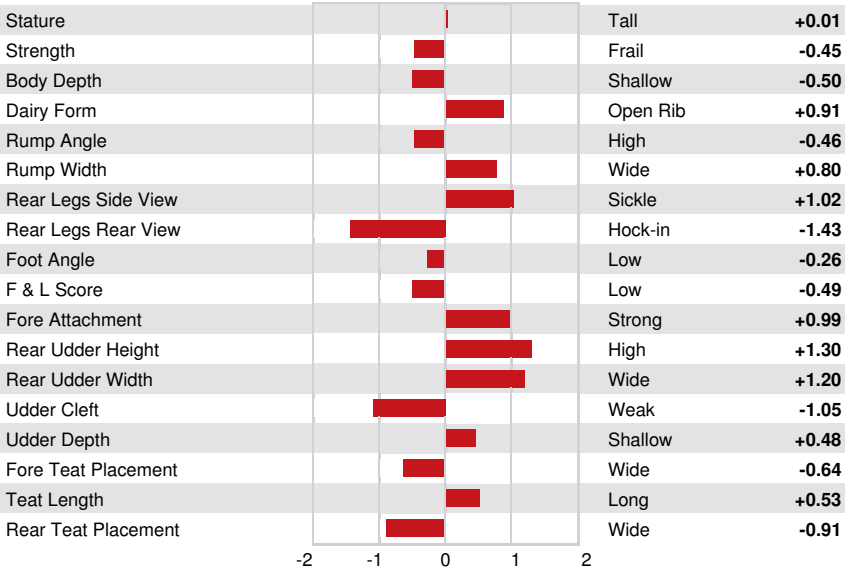 Stature Tall +0.01
Strength Frail -0.45
Body Depth Shallow -0.50
Dairy Form Open Rib +0.91
Rump Angle High -0.46
Rump Width Wide +0.80
Rear Legs Side View Sickle +1.02
Rear Legs Rear View Hock-in -1.43
Foot Angle Low -0.26
F & L Score Low -0.49
Fore Attachment Strong +0.99
Rear Udder Height High +1.30
Rear Udder Width Wide +1.20
Udder Cleft Weak -1.05
Udder Depth Shallow +0.48
Fore Teat Placement Wide -0.64
Teat Length Long +0.53
Rear Teat Placement Wide -0.91
-2 -1 0 1 2